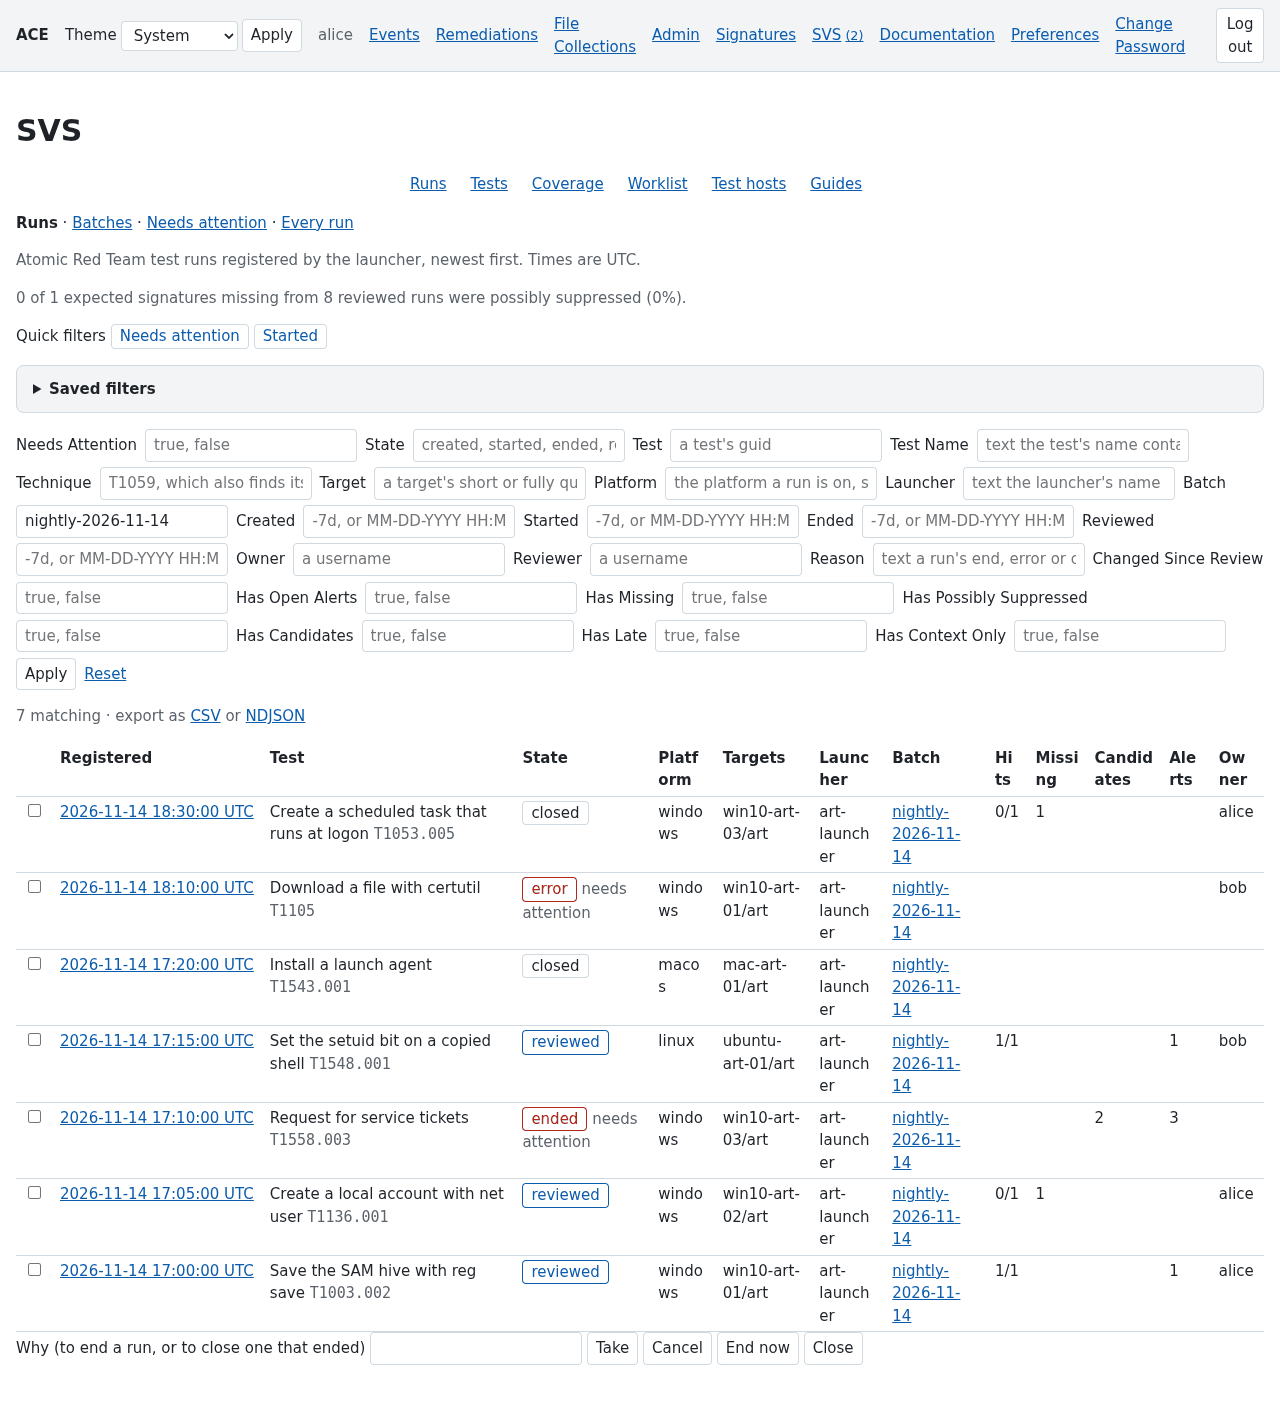 ACE Theme System Apply alice Events Remediations File Collections Admin Signatures SVS (2) Documentation Preferences Change Password Log out
SVS
Runs Tests Coverage Worklist Test hosts Guides
Runs · Batches · Needs attention · Every run
Atomic Red Team test runs registered by the launcher, newest first. Times are UTC.
0 of 1 expected signatures missing from 8 reviewed runs were possibly suppressed (0%).
Quick filters Needs attention Started
Saved filters
Needs Attention true, false State created, started, ended, r Test a test's guid Test Name text the test's name conta
Technique T1059, which also finds its Target a target's short or fully qu Platform the platform a run is on, s Launcher text the launcher's name Batch
nightly-2026-11-14 Created -7d, or MM-DD-YYYY HH:M Started -7d, or MM-DD-YYYY HH:M Ended -7d, or MM-DD-YYYY HH:M Reviewed
-7d, or MM-DD-YYYY HH:M Owner a username Reviewer a username Reason text a run's end, error or c Changed Since Review
true, false Has Open Alerts true, false Has Missing true, false Has Possibly Suppressed
true, false Has Candidates true, false Has Late true, false Has Context Only true, false
Apply Reset
7 matching · export as CSV or NDJSON
Registered Test State Platform Targets Launcher Batch Hits Missing Candidates Alerts Owner
2026-11-14 18:30:00 UTC Create a scheduled task that runs at logon T1053.005 closed windows win10-art-03/art art-launcher nightly-2026-11-14 0/1 1 alice
2026-11-14 18:10:00 UTC Download a file with certutil T1105 error needs attention windows win10-art-01/art art-launcher nightly-2026-11-14 bob
2026-11-14 17:20:00 UTC Install a launch agent T1543.001 closed macos mac-art-01/art art-launcher nightly-2026-11-14
2026-11-14 17:15:00 UTC Set the setuid bit on a copied shell T1548.001 reviewed linux ubuntu-art-01/art art-launcher nightly-2026-11-14 1/1 1 bob
2026-11-14 17:10:00 UTC Request for service tickets T1558.003 ended needs attention windows win10-art-03/art art-launcher nightly-2026-11-14 2 3
2026-11-14 17:05:00 UTC Create a local account with net user T1136.001 reviewed windows win10-art-02/art art-launcher nightly-2026-11-14 0/1 1 alice
2026-11-14 17:00:00 UTC Save the SAM hive with reg save T1003.002 reviewed windows win10-art-01/art art-launcher nightly-2026-11-14 1/1 1 alice
Why (to end a run, or to close one that ended) Take Cancel End now Close